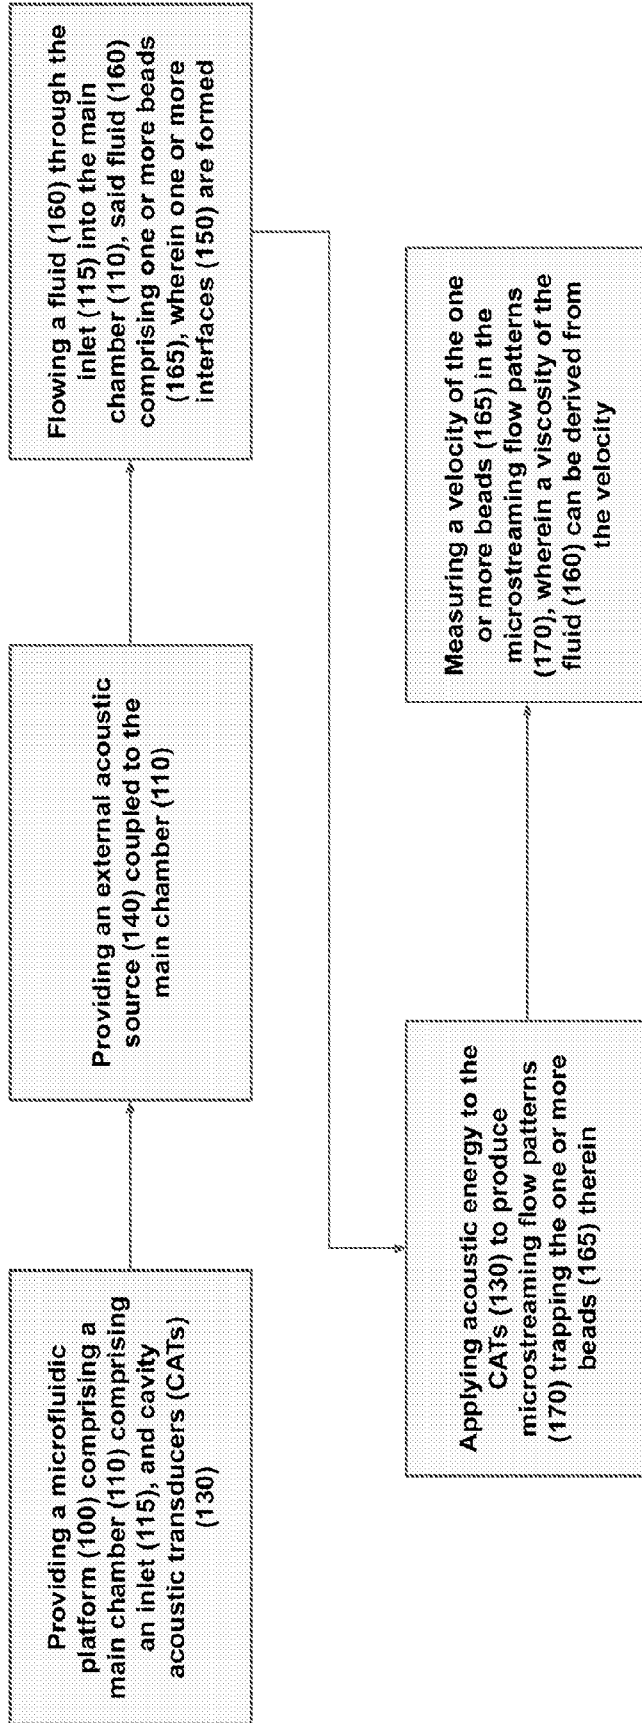 Providing a microfluidic
platform (100) comprising a
main chamber (110) comprising
an inlet (115), and cavity
acoustic transducers (CATs)
(130)
Providing an external acoustic
source (140) coupled to the
main chamber (110)
Flowing a fluid (160) through the
inlet (115) into the main
chamber (110), said fluid (160)
comprising one or more beads
(165), wherein one or more
interfaces (150) are formed
Applying acoustic energy to the
CATs (130) to produce
microstreaming flow patterns
(170) trapping the one or more
beads (165) therein
Measuring a velocity of the one
or more beads (165) in the
microstreaming flow patterns
(170), wherein a viscosity of the
fluid (160) can be derived from
the velocity